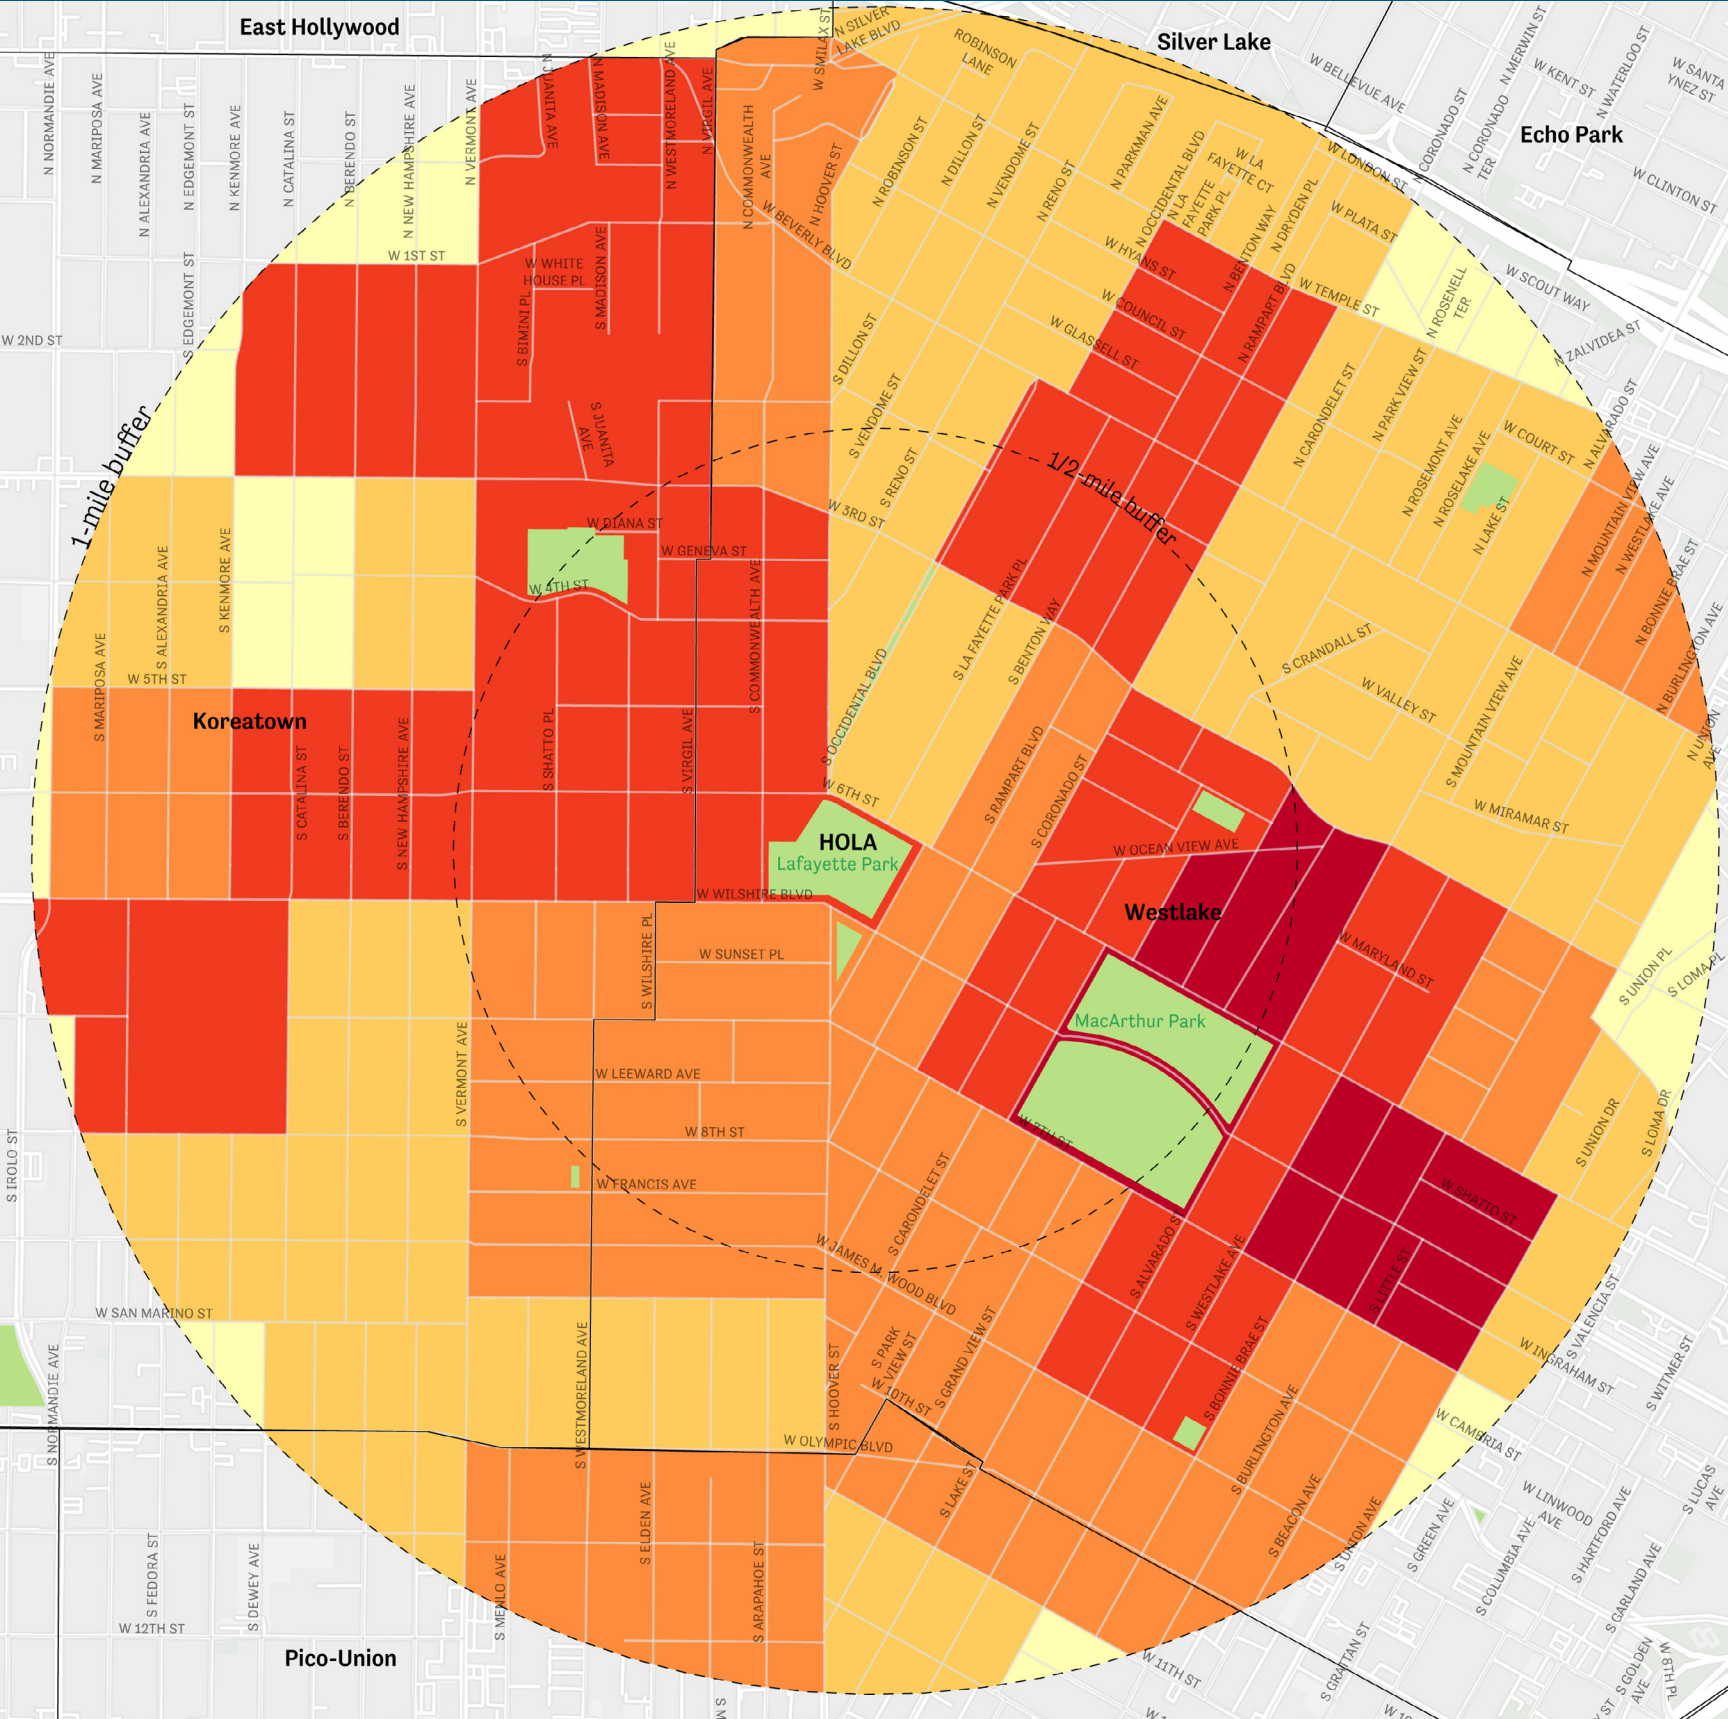 East Hollywood
Silver Lake
Echo Park
N SILVER
LAKE BLVD
W SMILAX ST
ROBINSON
LANE
W BELLEVUE AVE
N MERWIN ST
W KENT ST
N WATERLOO ST
W SANTA
YNEZ ST
N CORONADO ST
N CORONADO
TER
W CLINTON ST
W LONDON ST
N NORMANDIE AVE
N MARIPOSA AVE
N ALEXANDRIA AVE
N EDGEMONT ST
N KENMORE AVE
N CATALINA ST
N BERENDO ST
N NEW HAMPSHIRE AVE
N VERMONT AVE
N JUANITA AVE
N MADISON AVE
N WESTMORELAND AVE
N VIRGIL AVE
N COMMONWEALTH
AVE
N HOOVER ST
N ROBINSON ST
N DILLON ST
N VENDOME ST
N RENO ST
N PARKMAN AVE
N OCCIDENTAL BLVD
W LA
FAYETTE CT
N LA
FAYETTE
PARK PL
N BENTON WAY
N DRYDEN PL
W PLATA ST
W BEVERLY BLVD
W HYANS ST
W COUNCIL ST
W GLASSELL ST
N RAMPART BLVD
W TEMPLE ST
N ROSENELL
TER
W SCOUT WAY
N ZALVIDEA ST
W 1ST ST
W WHITE
HOUSE PL
S BIMINI PL
S MADISON AVE
S EDGEMONT ST
W 2ND ST
S DILLON ST
S VENDOME ST
S RENO ST
S JUANITA
AVE
N CARONDELET ST
N PARK VIEW ST
N ROSEMONT AVE
N ROSELAKE AVE
N LAKE ST
W COURT ST
N ALVARADO ST
N MOUNTAIN VIEW AVE
N WESTLAKE AVE
N BONNIE BRAE ST
N BURLINGTON AVE
N UNION
AVE
1-mile buffer
1/2-mile buffer
W 3RD ST
W DIANA ST
W GENEVA ST
W 4TH ST
S KENMORE AVE
S ALEXANDRIA AVE
S MARIPOSA AVE
W 5TH ST
S COMMONWEALTH AVE
S OCCIDENTAL BLVD
S LA FAYETTE PARK PL
S BENTON WAY
S CRANDALL ST
W VALLEY ST
S MOUNTAIN VIEW AVE
W MIRAMAR ST
Koreatown
S CATALINA ST
S BERENDO ST
S NEW HAMPSHIRE AVE
S SHATTO PL
S VIRGIL AVE
W 6TH ST
S RAMPART BLVD
S CORONADO ST
HOLA
Lafayette Park
W OCEAN VIEW AVE
W WILSHIRE BLVD
Westlake
W MARYLAND ST
S UNION PL
S LOMA PL
S WILSHIRE PL
W SUNSET PL
MacArthur Park
S VERMONT AVE
W LEEWARD AVE
W 7TH ST
W 8TH ST
S UNION DR
S LOMA DR
S IROLO ST
W FRANCIS AVE
S CARONDELET ST
W SHATTO ST
S LITTLE ST
W JAMES M. WOOD BLVD
S ALVARADO ST
S WESTLAKE AVE
W SAN MARINO ST
S WESTMORELAND AVE
S HOOVER ST
S PARK
VIEW ST
S GRAND VIEW ST
W 10TH ST
S BONNIE BRAE ST
S VALENCIA ST
W INGRAHAM ST
S WITMER ST
S NORMANDIE AVE
W OLYMPIC BLVD
S BURLINGTON AVE
W CAMBRIA ST
S LAKE ST
S BEACON AVE
S UNION AVE
S GREEN AVE
W LINWOOD
AVE
S COLUMBIA AVE
S HARTFORD AVE
S LUCAS
AVE
S GARLAND AVE
S FEDORA ST
S DEWEY AVE
S MENLO AVE
S ELDEN AVE
S ARAPAHOE ST
W 12TH ST
Pico-Union
W 11TH ST
S GRATTAN ST
S GOLDEN
AVE
W 8TH PL